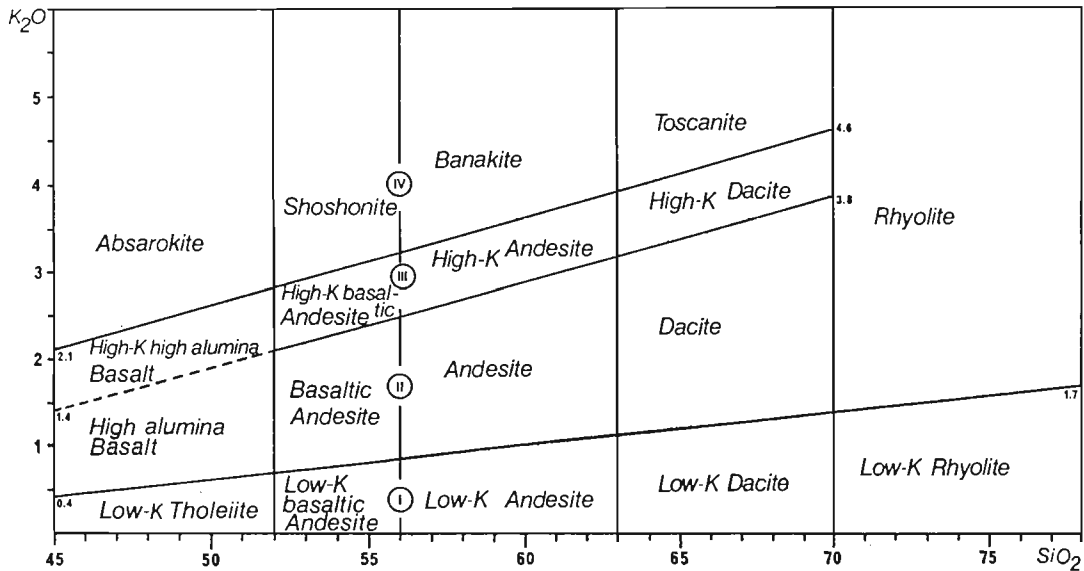 K2O
5
4
3
2
1
Toscanite
4.6
Banakite
IV
Shoshonite
High-K Dacite
3.8
Rhyolite
Absarokite
High-K Andesite
III
High-K basal-
Andesite tic
2.1
High-K high alumina
Basalt
Dacite
Andesite
II
Basaltic
Andesite
1.4
High alumina
Basalt
1.7
0.4
Low-K Tholeiite
Low-K
basaltic
Andesite
I
Low-K Andesite
Low-K Dacite
Low-K Rhyolite
45 50 55 60 65 70 75 SiO2